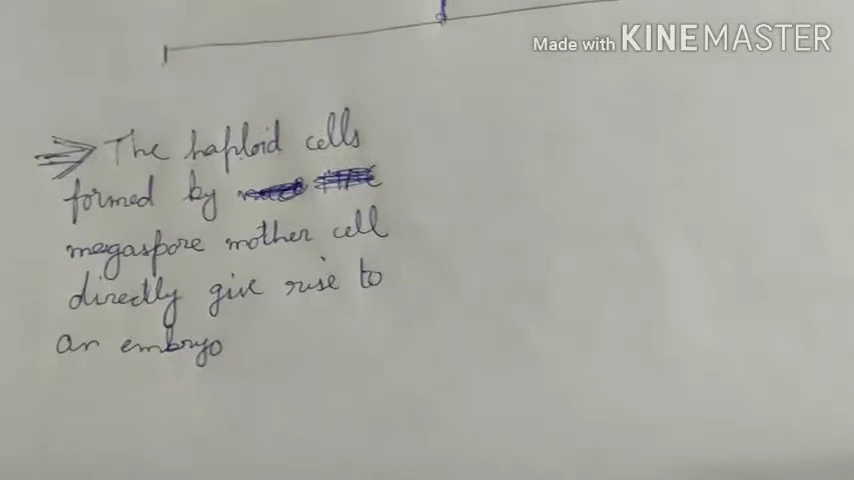 Made with KINEMASTER
⇒ The haploid cells
formed by
megaspore mother cell
directly give rise to
an embryo